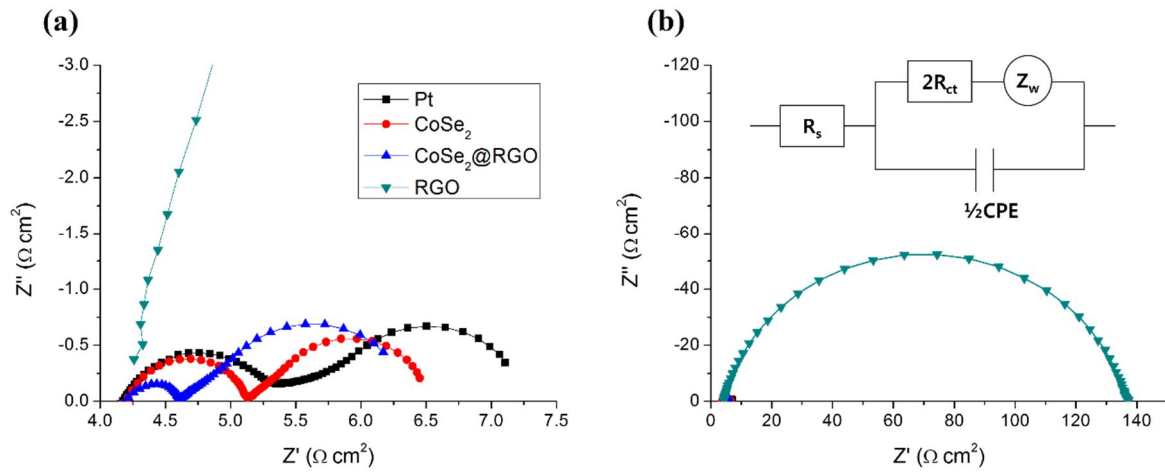 (a)
-3.0
-2.5
-2.0
-1.5
-1.0
-0.5
0.0
4.0 4.5 5.0 5.5 6.0 6.5 7.0 7.5
Z'' (Ω cm²)
Z' (Ω cm²)
Pt
CoSe₂
CoSe₂@RGO
RGO
(b)
-120
-100
-80
-60
-40
-20
0
0 20 40 60 80 100 120 140
Z'' (Ω cm²)
Z' (Ω cm²)
Rₛ
2R_ct
Z_w
½CPE